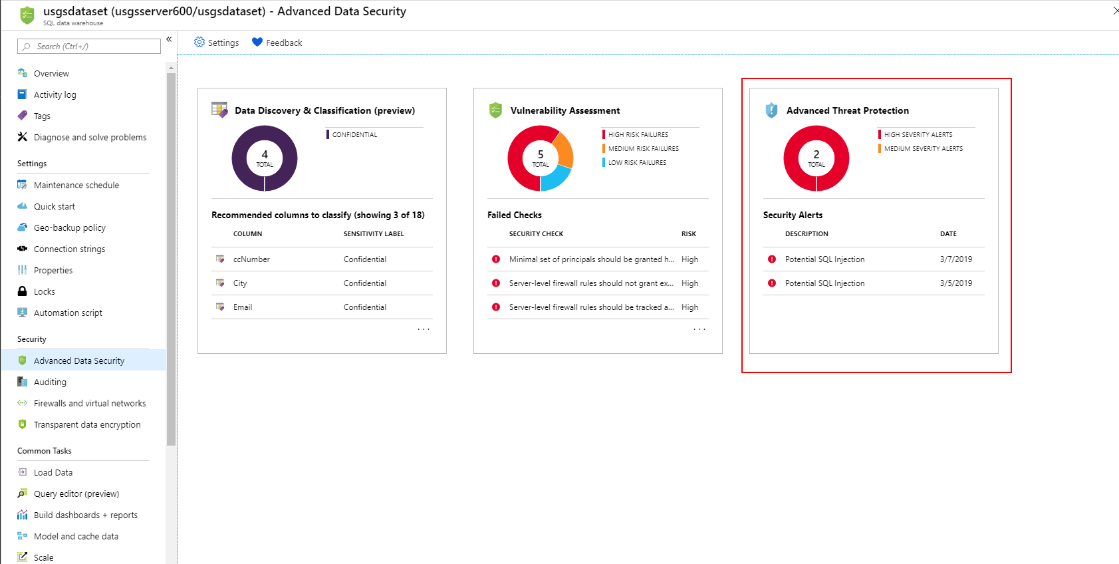 usgsdataset (usgsserver600/usgsdataset) - Advanced Data Security
SQL data warehouse
Search (Ctrl+/)
«
Overview
Activity log
Tags
Diagnose and solve problems
Settings
Maintenance schedule
Quick start
Geo-backup policy
Connection strings
Properties
Locks
Automation script
Security
Advanced Data Security
Auditing
Firewalls and virtual networks
Transparent data encryption
Common Tasks
Load Data
Query editor (preview)
Build dashboards + reports
Model and cache data
Scale
Settings Feedback
Data Discovery & Classification (preview)
4
TOTAL
CONFIDENTIAL
Recommended columns to classify (showing 3 of 18)
COLUMN SENSITIVITY LABEL
ccNumber Confidential
City Confidential
Email Confidential
...
Vulnerability Assessment
5
TOTAL
HIGH RISK FAILURES
MEDIUM RISK FAILURES
LOW RISK FAILURES
Failed Checks
SECURITY CHECK RISK
Minimal set of principals should be granted h... High
Server-level firewall rules should not grant ex... High
Server-level firewall rules should be tracked a... High
...
Advanced Threat Protection
2
TOTAL
HIGH SEVERITY ALERTS
MEDIUM SEVERITY ALERTS
Security Alerts
DESCRIPTION DATE
Potential SQL Injection 3/7/2019
Potential SQL Injection 3/5/2019